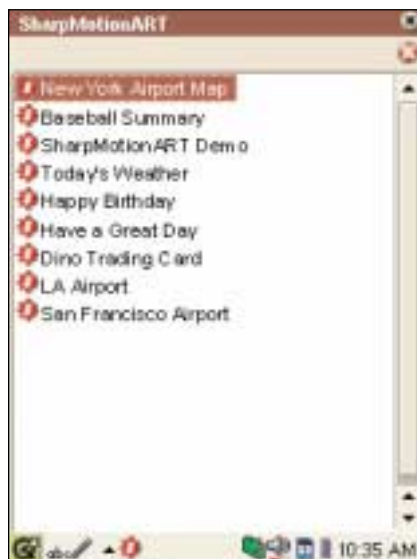 SharpMotionART
New York Airport Map
Baseball Summary
SharpMotionART Demo
Today's Weather
Happy Birthday
Have a Great Day
Dino Trading Card
LA Airport
San Francisco Airport
abc
10:35 AM